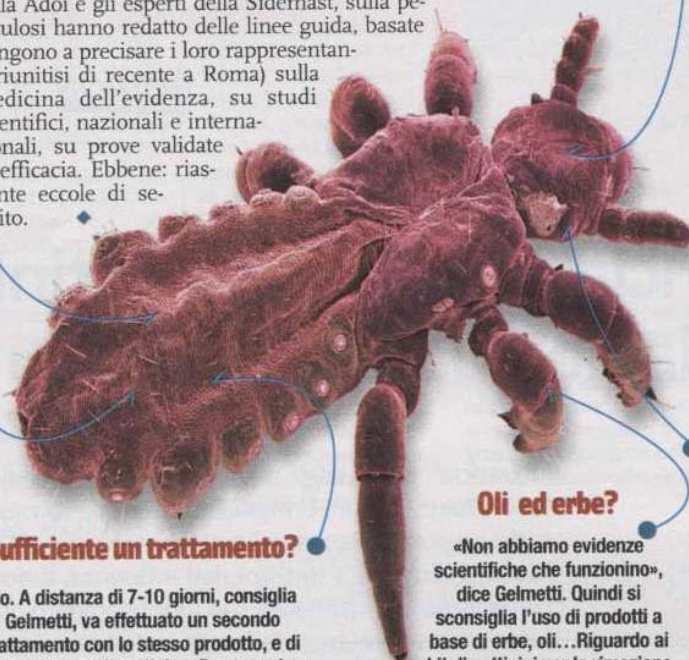 lla Adoi e gli esperti della Sidemast, sulla pe-
ulosi hanno redatto delle linee guida, basate
ngono a precisare i loro rappresentan-
riunitisi di recente a Roma) sulla
edicina dell'evidenza, su studi
entifici, nazionali e interna-
onali, su prove validate
efficacia. Ebbene: rias-
nte eccole di se-
ito.
ufficiente un trattamento?
o. A distanza di 7-10 giorni, consiglia
Gelmetti, va effettuato un secondo
attamento con lo stesso prodotto, e di
Oli ed erbe?
«Non abbiamo evidenze
scientifiche che funzionino»,
dice Gelmetti. Quindi si
sconsiglia l'uso di prodotti a
base di erbe, oli...Riguardo ai